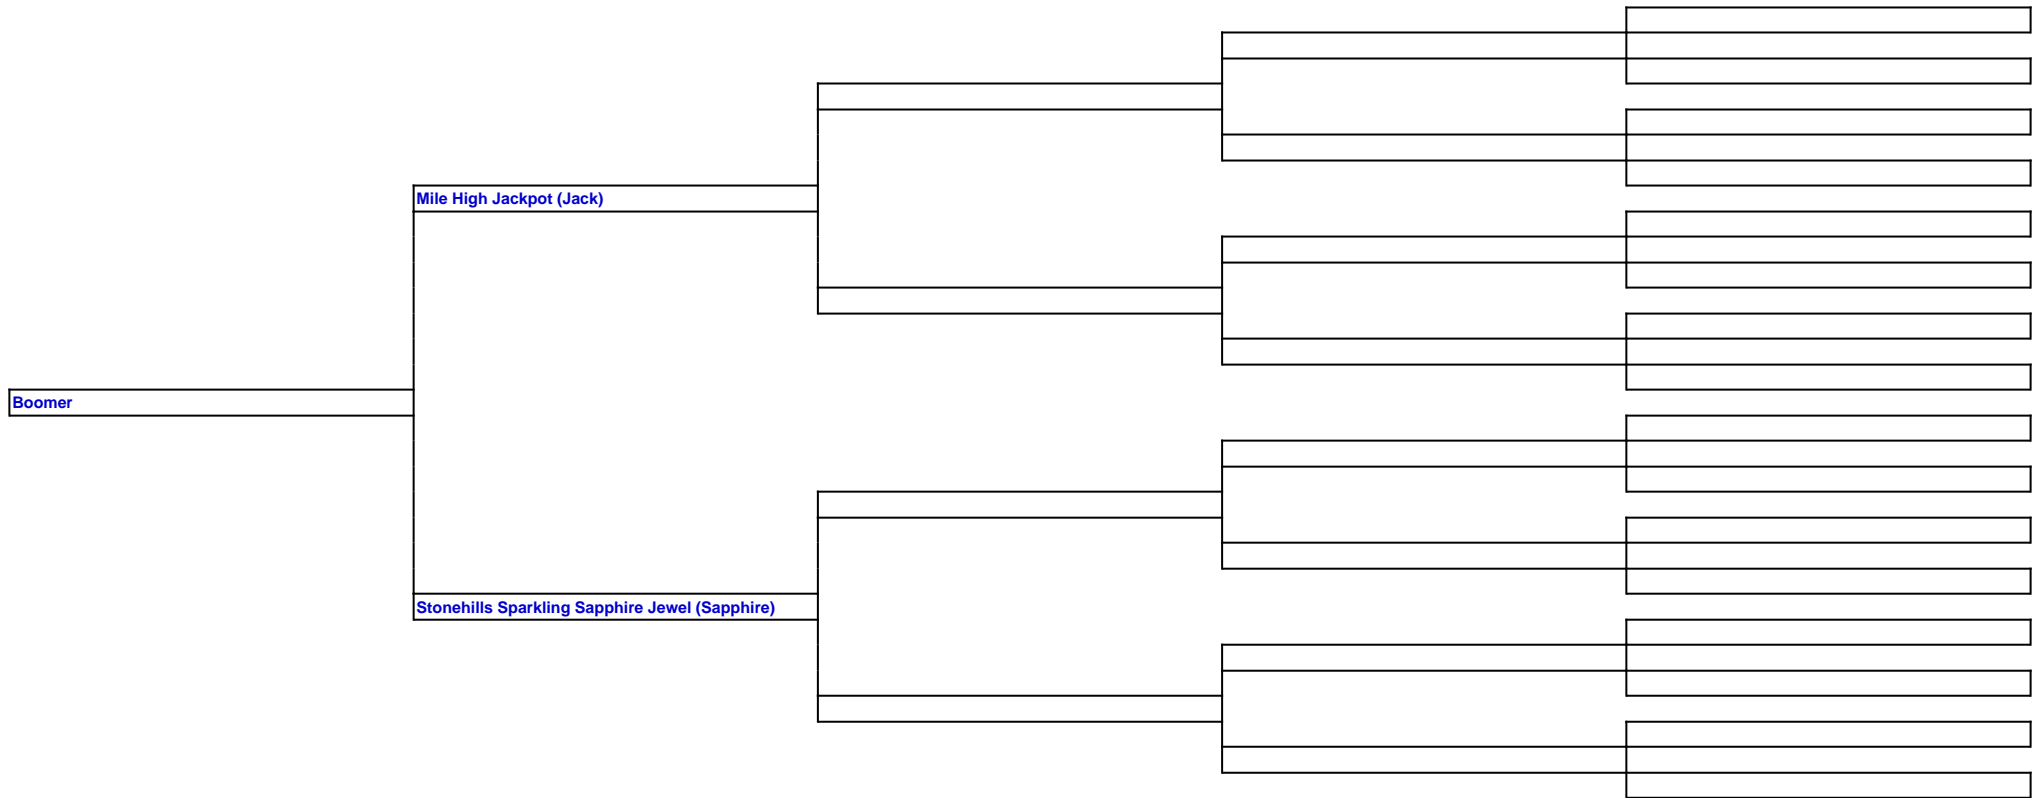 Mile High Jackpot (Jack)
Boomer
Stonehills Sparkling Sapphire Jewel (Sapphire)